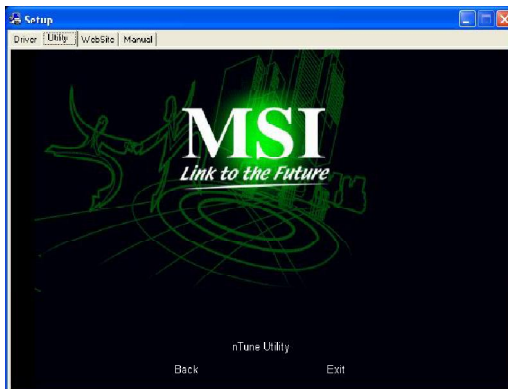 Setup
Driver Utility WebSite Manual
MSI
Link to the Future
nTune Utility
Back Exit